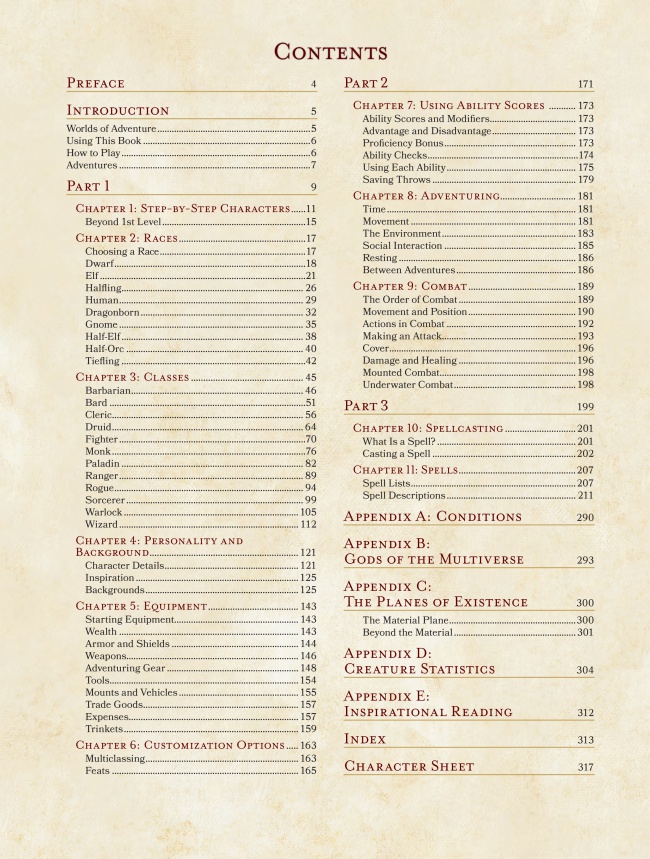 CONTENTS
PREFACE 4
INTRODUCTION 5
Worlds of Adventure 5
Using This Book 6
How to Play 6
Adventures 7
PART 1 9
CHAPTER 1: STEP-BY-STEP CHARACTERS 11
Beyond 1st Level 15
CHAPTER 2: RACES 17
Choosing a Race 17
Dwarf 18
Elf 21
Halfling 26
Human 29
Dragonborn 32
Gnome 35
Half-Elf 38
Half-Orc 40
Tiefling 42
CHAPTER 3: CLASSES 45
Barbarian 46
Bard 51
Cleric 56
Druid 64
Fighter 70
Monk 76
Paladin 82
Ranger 89
Rogue 94
Sorcerer 99
Warlock 105
Wizard 112
CHAPTER 4: PERSONALITY AND
BACKGROUND 121
Character Details 121
Inspiration 125
Backgrounds 125
CHAPTER 5: EQUIPMENT 143
Starting Equipment 143
Wealth 143
Armor and Shields 144
Weapons 146
Adventuring Gear 148
Tools 154
Mounts and Vehicles 155
Trade Goods 157
Expenses 157
Trinkets 159
CHAPTER 6: CUSTOMIZATION OPTIONS 163
Multiclassing 163
Feats 165
PART 2 171
CHAPTER 7: USING ABILITY SCORES 173
Ability Scores and Modifiers 173
Advantage and Disadvantage 173
Proficiency Bonus 173
Ability Checks 174
Using Each Ability 175
Saving Throws 179
CHAPTER 8: ADVENTURING 181
Time 181
Movement 181
The Environment 183
Social Interaction 185
Resting 186
Between Adventures 186
CHAPTER 9: COMBAT 189
The Order of Combat 189
Movement and Position 190
Actions in Combat 192
Making an Attack 193
Cover 196
Damage and Healing 196
Mounted Combat 198
Underwater Combat 198
PART 3 199
CHAPTER 10: SPELLCASTING 201
What Is a Spell? 201
Casting a Spell 202
CHAPTER 11: SPELLS 207
Spell Lists 207
Spell Descriptions 211
APPENDIX A: CONDITIONS 290
APPENDIX B:
GODS OF THE MULTIVERSE 293
APPENDIX C:
THE PLANES OF EXISTENCE 300
The Material Plane 300
Beyond the Material 301
APPENDIX D:
CREATURE STATISTICS 304
APPENDIX E:
INSPIRATIONAL READING 312
INDEX 313
CHARACTER SHEET 317